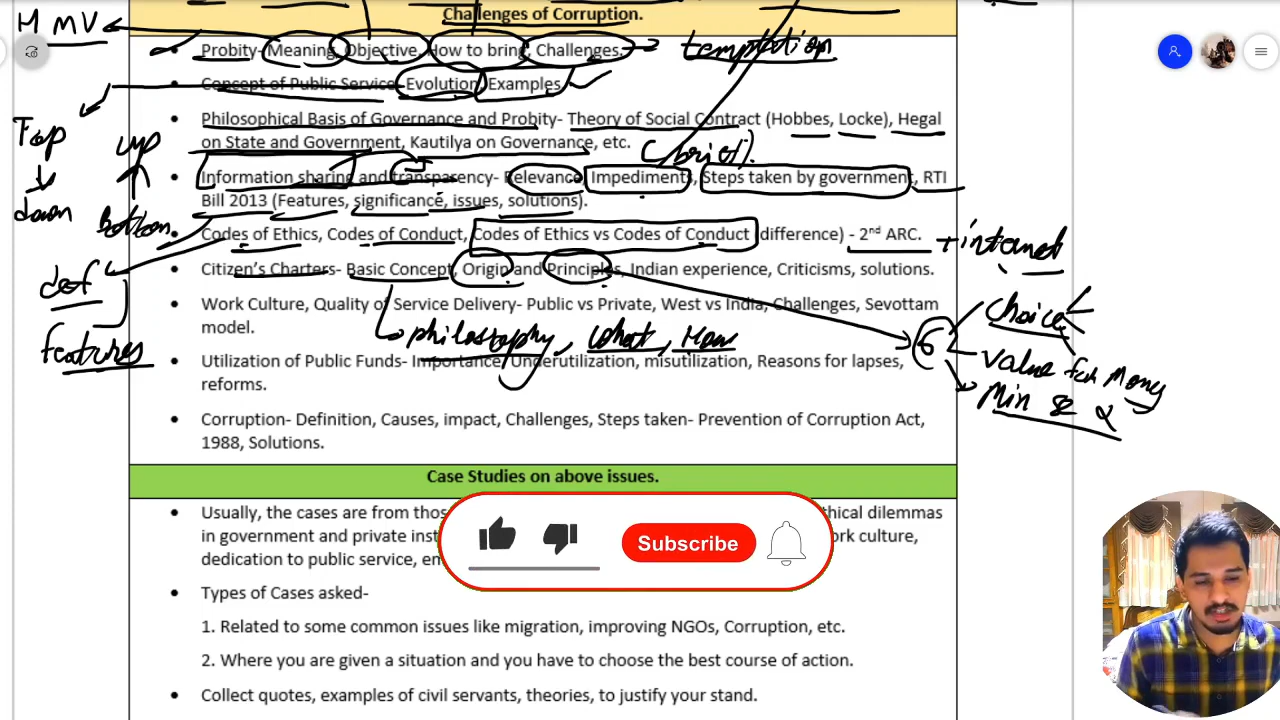 Challenges of Corruption.
HMV
• Probity- Meaning, Objective, How to bring, Challenges. → temptation
• Concept of Public Service- Evolution, Examples
• Philosophical Basis of Governance and Probity- Theory of Social Contract (Hobbes, Locke), Hegal
on State and Government, Kautilya on Governance, etc.
(brief).
Top
down
up
Bottom
• Information sharing and transparency- Relevance, Impediments, Steps taken by government, RTI
Bill 2013 (Features, significance, issues, solutions).
• Codes of Ethics, Codes of Conduct, Codes of Ethics vs Codes of Conduct (difference) - 2nd ARC.
+ internet
def
features
• Citizen's Charters- Basic Concept, Origin and Principles, Indian experience, Criticisms, solutions.
philosophy, what, How
6
choice
value for Money
Min
• Work Culture, Quality of Service Delivery- Public vs Private, West vs India, Challenges, Sevottam
model.
• Utilization of Public Funds- Importance, Underutilization, misutilization, Reasons for lapses,
reforms.
• Corruption- Definition, Causes, impact, Challenges, Steps taken- Prevention of Corruption Act,
1988, Solutions.
Case Studies on above issues.
• Usually, the cases are from thos thical dilemmas
in government and private inst ork culture,
dedication to public service, em
Subscribe
• Types of Cases asked-
1. Related to some common issues like migration, improving NGOs, Corruption, etc.
2. Where you are given a situation and you have to choose the best course of action.
• Collect quotes, examples of civil servants, theories, to justify your stand.